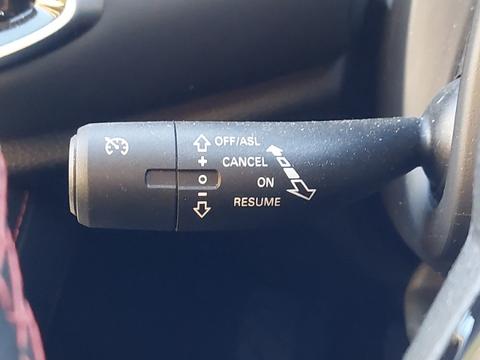 OFF/ASL
+ CANCEL
O ON
- RESUME